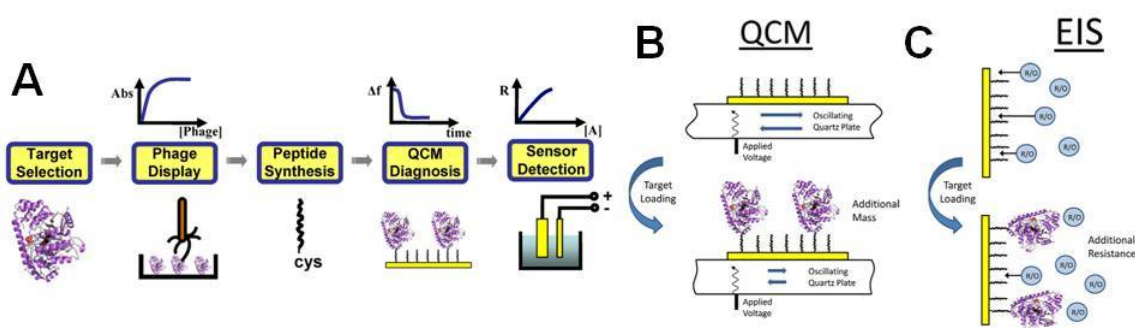 A
Abs
[Phage]
Δf
time
R
[A]
Target
Selection
Phage
Display
Peptide
Synthesis
QCM
Diagnosis
Sensor
Detection
cys
+
-
B
QCM
Oscillating
Quartz Plate
Applied
Voltage
Target
Loading
Additional
Mass
Oscillating
Quartz Plate
Applied
Voltage
C
EIS
R/O
R/O
R/O
R/O
R/O
Target
Loading
R/O
Additional
Resistance
R/O
R/O
R/O
R/O